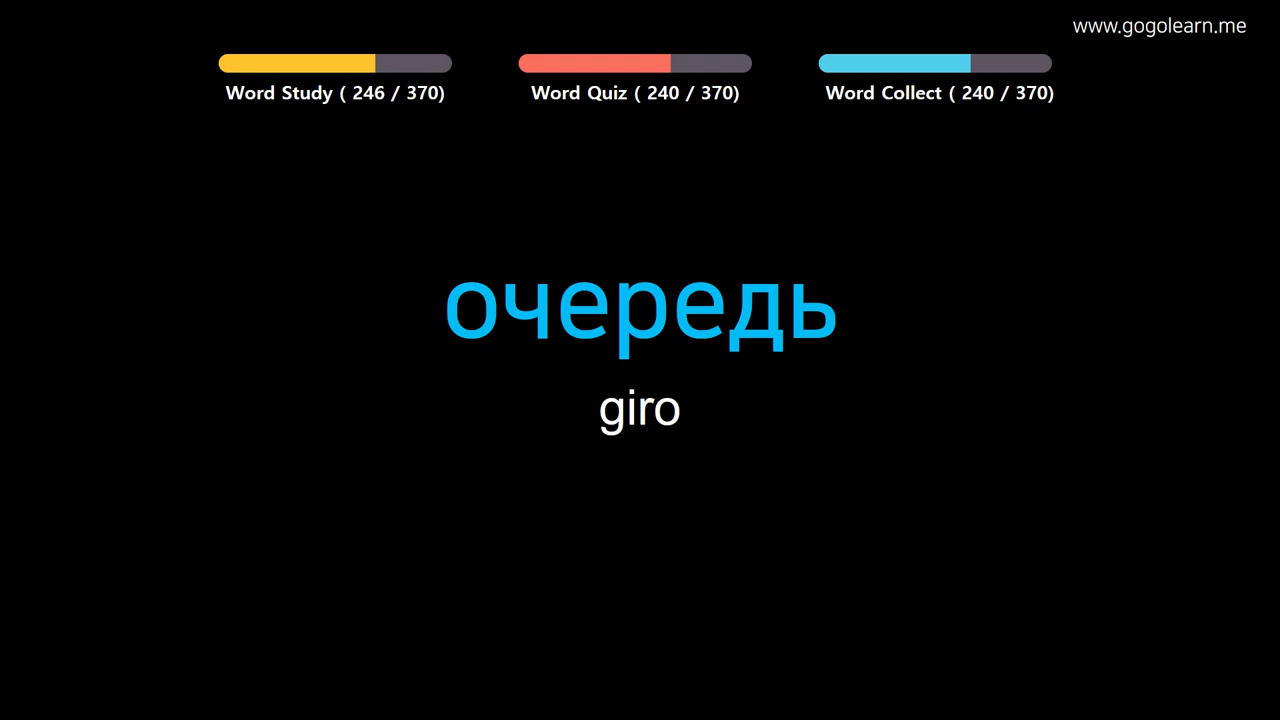 www.gogolearn.me
Word Study ( 246 / 370)
Word Quiz ( 240 / 370)
Word Collect ( 240 / 370)
очередь
giro